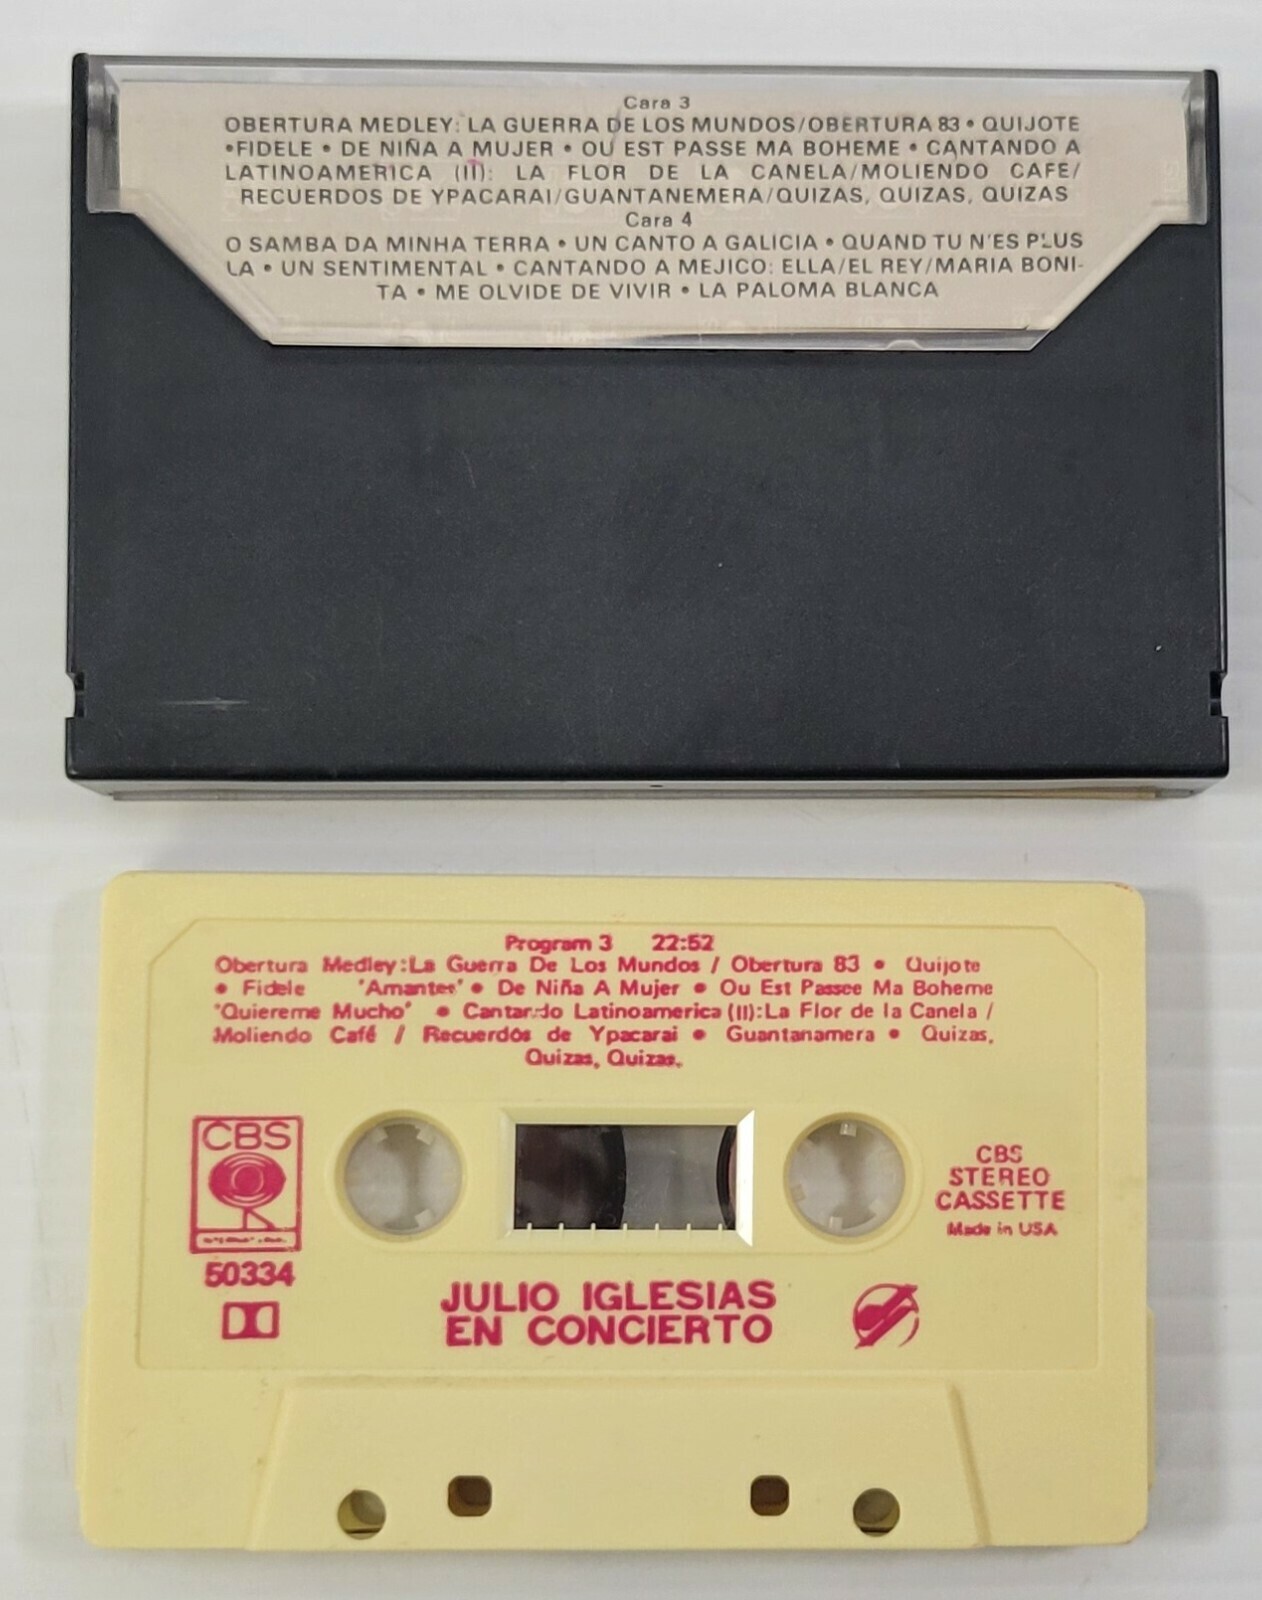 Cara 3
OBERTURA MEDLEY: LA GUERRA DE LOS MUNDOS/OBERTURA 83 • QUIJOTE
•FIDELE • DE NIÑA A MUJER • OU EST PASSE MA BOHEME • CANTANDO A
LATINOAMERICA (II): LA FLOR DE LA CANELA/MOLIENDO CAFE/
RECUERDOS DE YPACARAI/GUANTANEMERA/QUIZAS, QUIZAS, QUIZAS
Cara 4
O SAMBA DA MINHA TERRA • UN CANTO A GALICIA • QUAND TU N'ES PLUS
LA • UN SENTIMENTAL • CANTANDO A MEJICO: ELLA/EL REY/MARIA BONI-
TA • ME OLVIDE DE VIVIR • LA PALOMA BLANCA
Program 3 22:52
Obertura Medley:La Guerra De Los Mundos / Obertura 83 • Quijote
• Fidele 'Amantes' • De Niña A Mujer • Ou Est Passee Ma Boheme
'Quiereme Mucho' • Cantando Latinoamerica (II):La Flor de la Canela /
Moliendo Café / Recuerdos de Ypacarai • Guantanamera • Quizas,
Quizas, Quizas.
CBS
50334
CBS
STEREO
CASSETTE
Made in USA
JULIO IGLESIAS
EN CONCIERTO